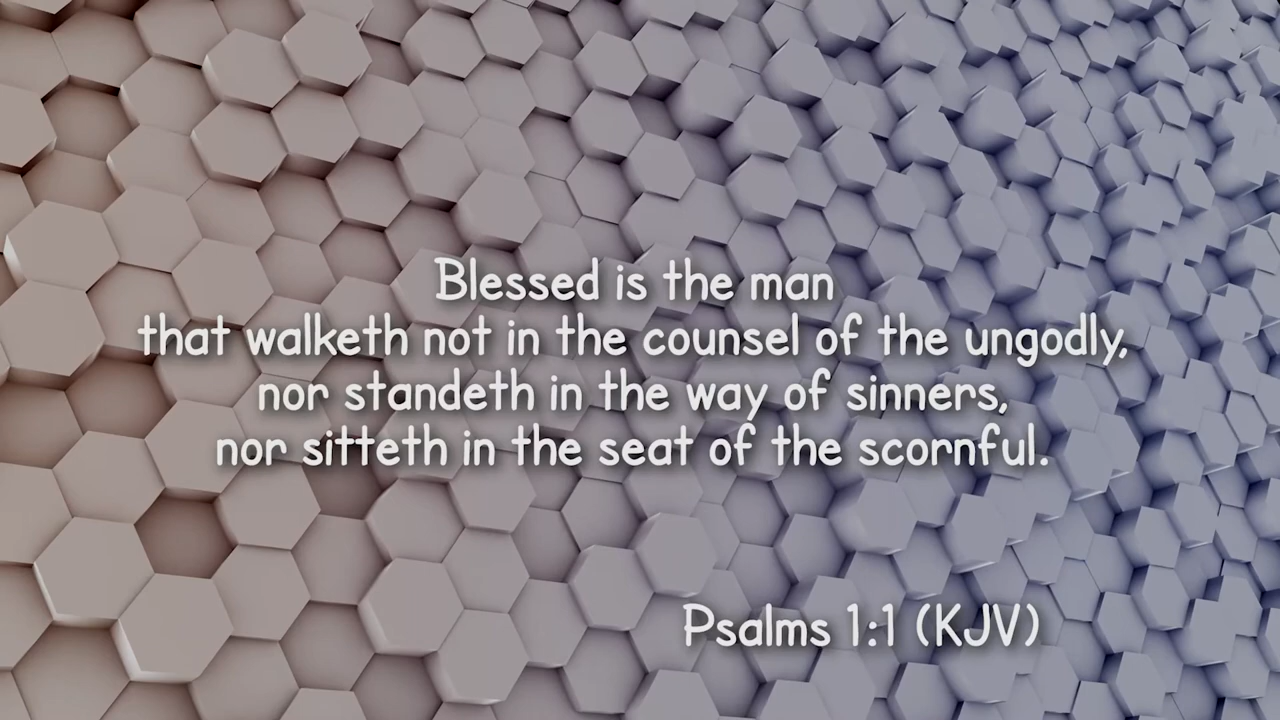 Blessed is the man
that walketh not in the counsel of the ungodly,
nor standeth in the way of sinners,
nor sitteth in the seat of the scornful.
Psalms 1:1 (KJV)